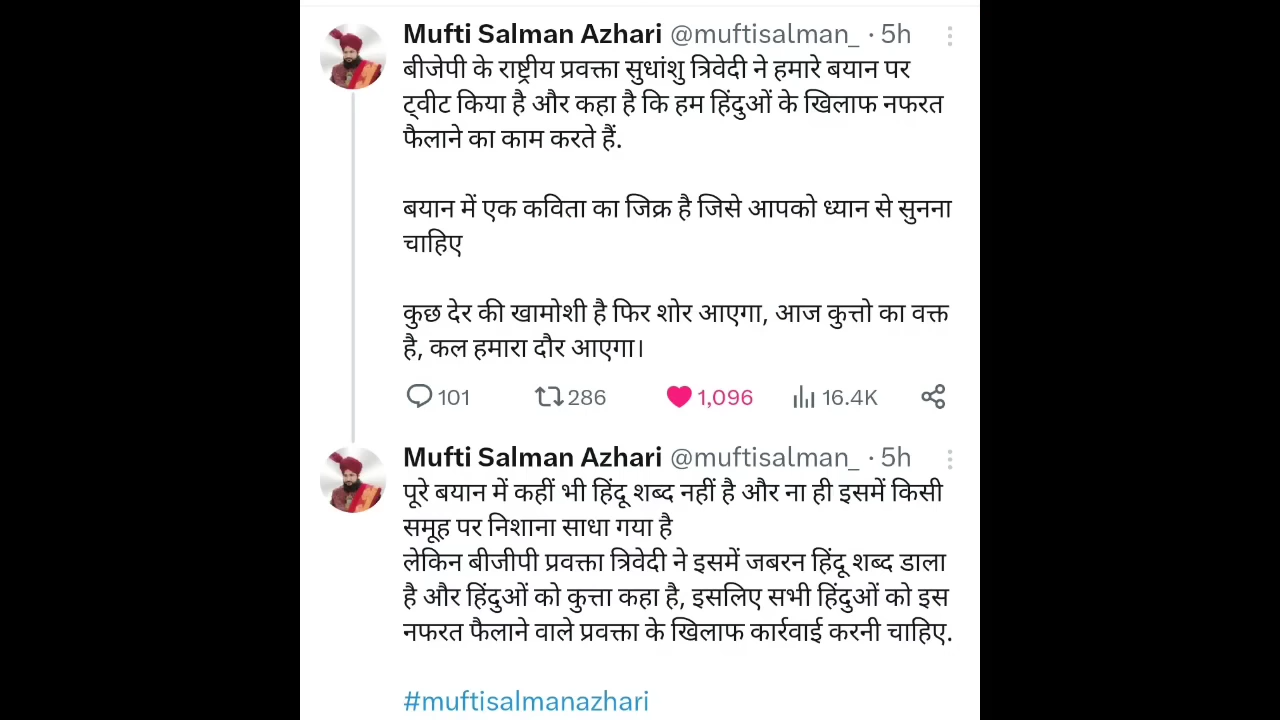 Mufti Salman Azhari @muftisalman_ · 5h
बीजेपी के राष्ट्रीय प्रवक्ता सुधांशु त्रिवेदी ने हमारे बयान पर
ट्वीट किया है और कहा है कि हम हिंदुओं के खिलाफ नफरत
फैलाने का काम करते हैं.
बयान में एक कविता का जिक्र है जिसे आपको ध्यान से सुनना
चाहिए
कुछ देर की खामोशी है फिर शोर आएगा, आज कुत्तो का वक्त
है, कल हमारा दौर आएगा।
101 286 1,096 16.4K
Mufti Salman Azhari @muftisalman_ · 5h
पूरे बयान में कहीं भी हिंदू शब्द नहीं है और ना ही इसमें किसी
समूह पर निशाना साधा गया है
लेकिन बीजीपी प्रवक्ता त्रिवेदी ने इसमें जबरन हिंदू शब्द डाला
है और हिंदुओं को कुत्ता कहा है, इसलिए सभी हिंदुओं को इस
नफरत फैलाने वाले प्रवक्ता के खिलाफ कार्रवाई करनी चाहिए.
#muftisalmanazhari